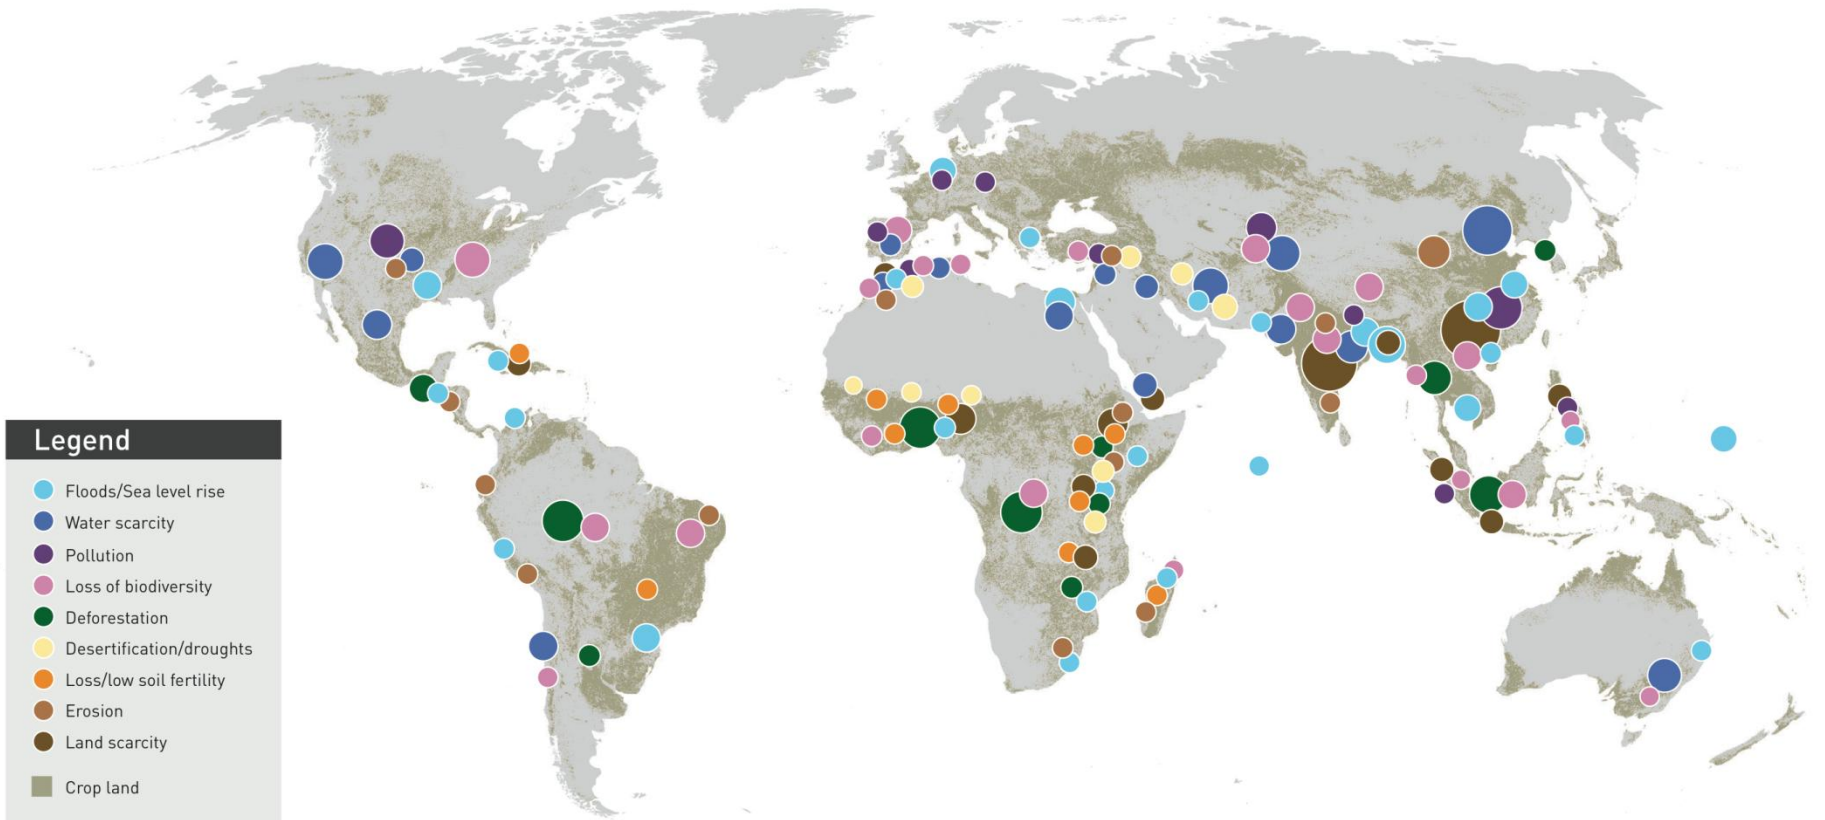 Legend
Floods/Sea level rise
Water scarcity
Pollution
Loss of biodiversity
Deforestation
Desertification/droughts
Loss/low soil fertility
Erosion
Land scarcity
Crop land